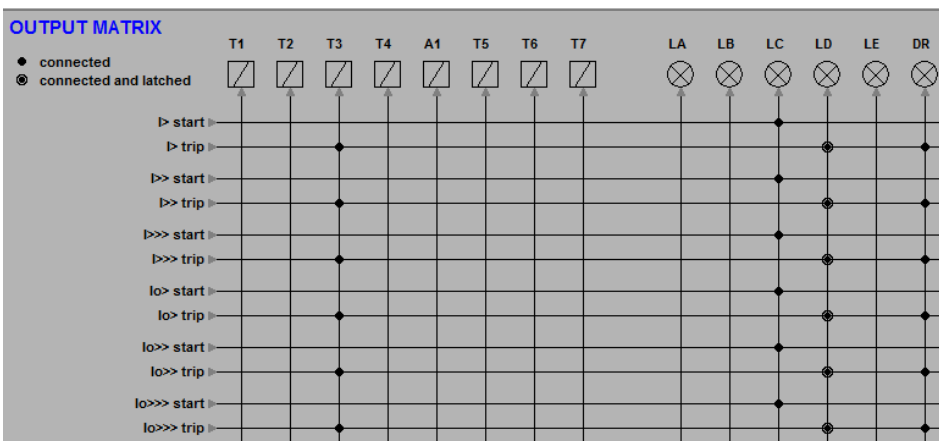 OUTPUT MATRIX
T1 T2 T3 T4 A1 T5 T6 T7 LA LB LC LD LE DR
connected
connected and latched
I> start
I> trip
I>> start
I>> trip
I>>> start
I>>> trip
Io> start
Io> trip
Io>> start
Io>> trip
Io>>> start
Io>>> trip